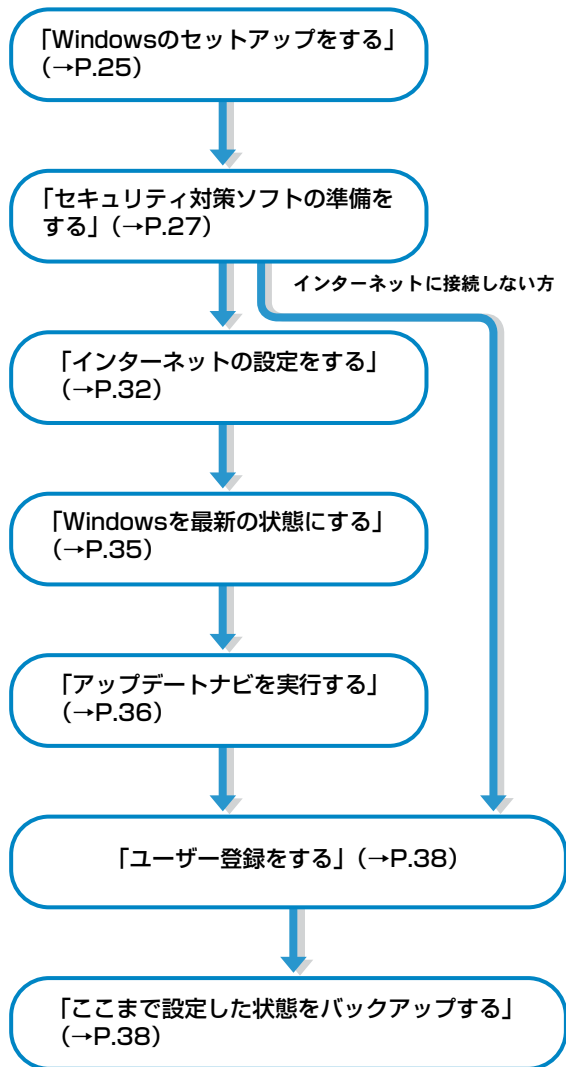 「Windowsのセットアップをする」
（→P.25）
「セキュリティ対策ソフトの準備を
する」（→P.27）
インターネットに接続しない方
「インターネットの設定をする」
（→P.32）
「Windowsを最新の状態にする」
（→P.35）
「アップデートナビを実行する」
（→P.36）
「ユーザー登録をする」（→P.38）
「ここまで設定した状態をバックアップする」
（→P.38）